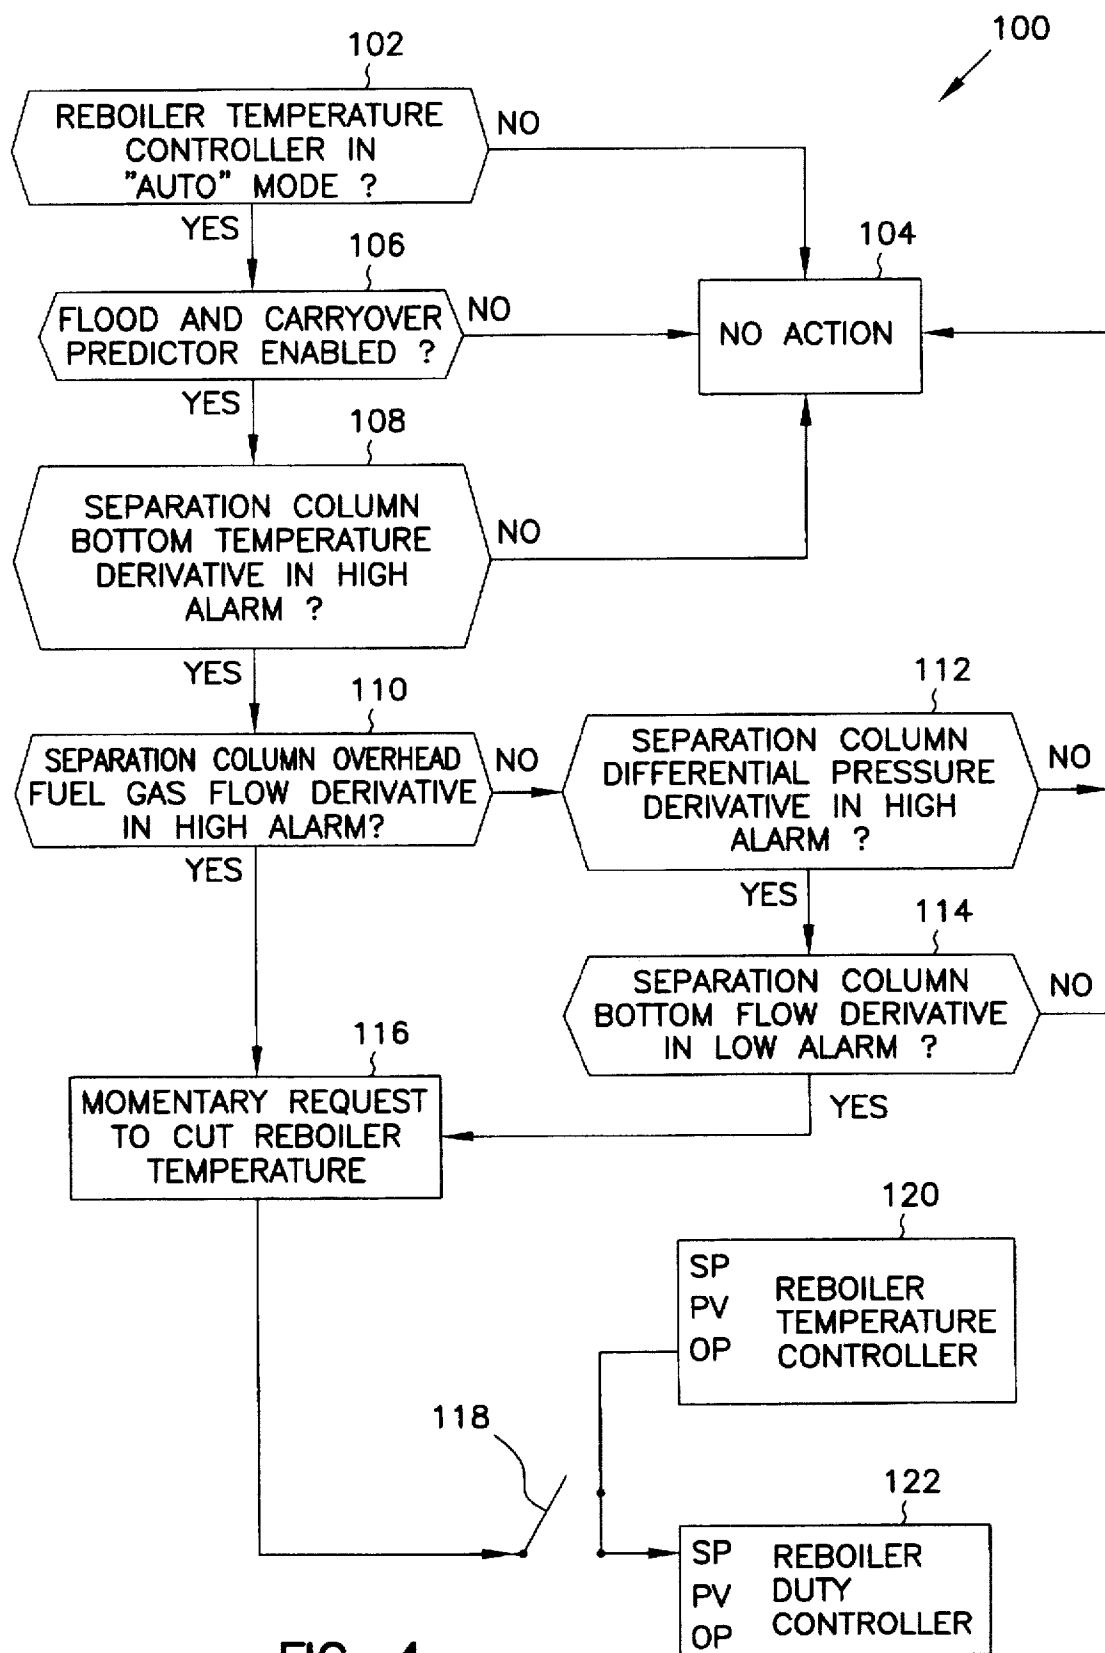 100
102
REBOILER TEMPERATURE
CONTROLLER IN
"AUTO" MODE ?
NO
YES
104
NO ACTION
106
FLOOD AND CARRYOVER
PREDICTOR ENABLED ?
NO
YES
108
SEPARATION COLUMN
BOTTOM TEMPERATURE
DERIVATIVE IN HIGH
ALARM ?
NO
YES
110
SEPARATION COLUMN OVERHEAD
FUEL GAS FLOW DERIVATIVE
IN HIGH ALARM?
NO
YES
112
SEPARATION COLUMN
DIFFERENTIAL PRESSURE
DERIVATIVE IN HIGH
ALARM ?
NO
YES
114
SEPARATION COLUMN
BOTTOM FLOW DERIVATIVE
IN LOW ALARM ?
NO
YES
116
MOMENTARY REQUEST
TO CUT REBOILER
TEMPERATURE
118
120
SP
PV
OP
REBOILER
TEMPERATURE
CONTROLLER
122
SP
PV
OP
REBOILER
DUTY
CONTROLLER